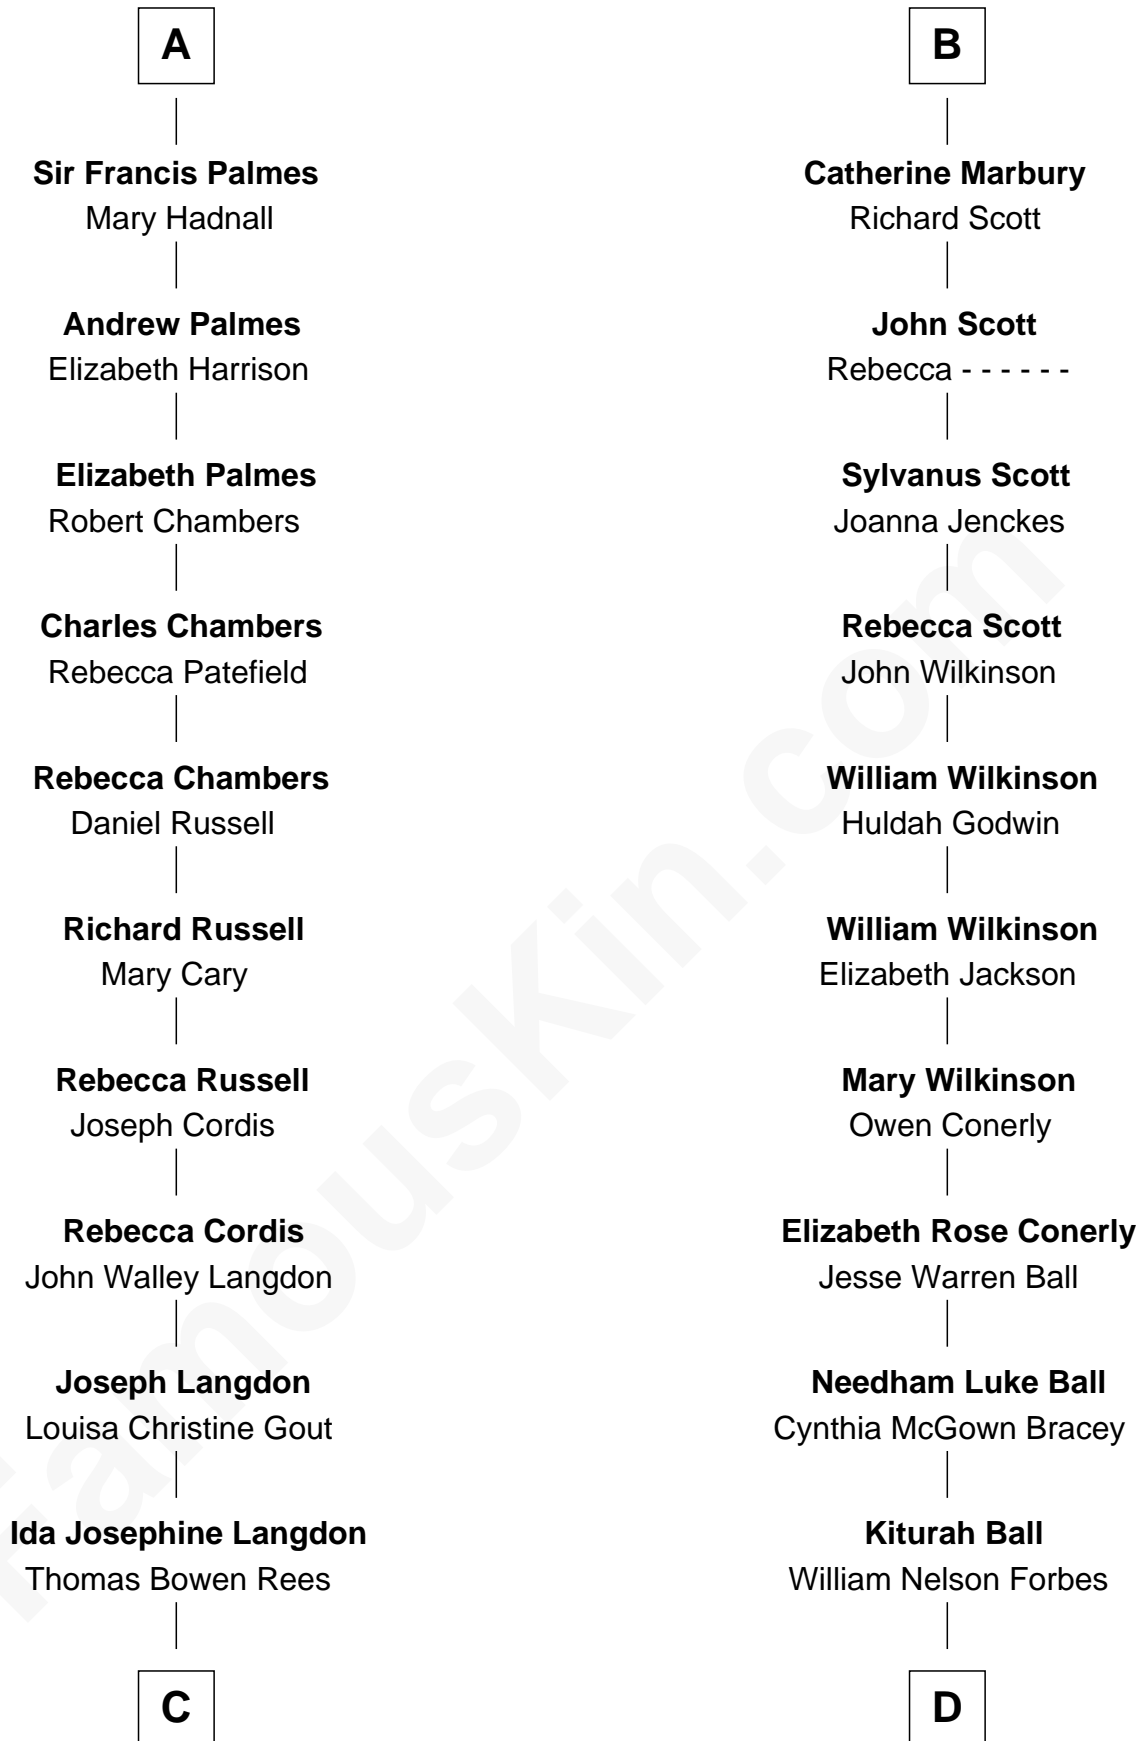 A
Sir Francis Palmes
Mary Hadnall
Andrew Palmes
Elizabeth Harrison
Elizabeth Palmes
Robert Chambers
Charles Chambers
Rebecca Patefield
Rebecca Chambers
Daniel Russell
Richard Russell
Mary Cary
Rebecca Russell
Joseph Cordis
Rebecca Cordis
John Walley Langdon
Joseph Langdon
Louisa Christine Gout
Ida Josephine Langdon
Thomas Bowen Rees
C
B
Catherine Marbury
Richard Scott
John Scott
Rebecca - - - - - -
Sylvanus Scott
Joanna Jenckes
Rebecca Scott
John Wilkinson
William Wilkinson
Huldah Godwin
William Wilkinson
Elizabeth Jackson
Mary Wilkinson
Owen Conerly
Elizabeth Rose Conerly
Jesse Warren Ball
Needham Luke Ball
Cynthia McGown Bracey
Kiturah Ball
William Nelson Forbes
D
FamousKin.com